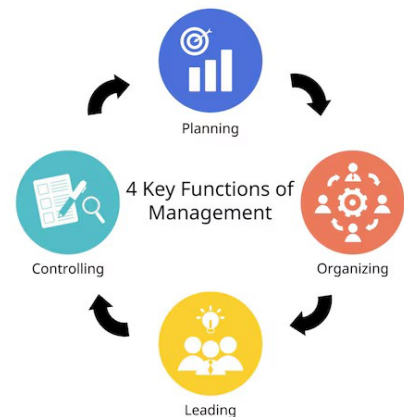 Planning
4 Key Functions of
Management
Controlling
Organizing
Leading